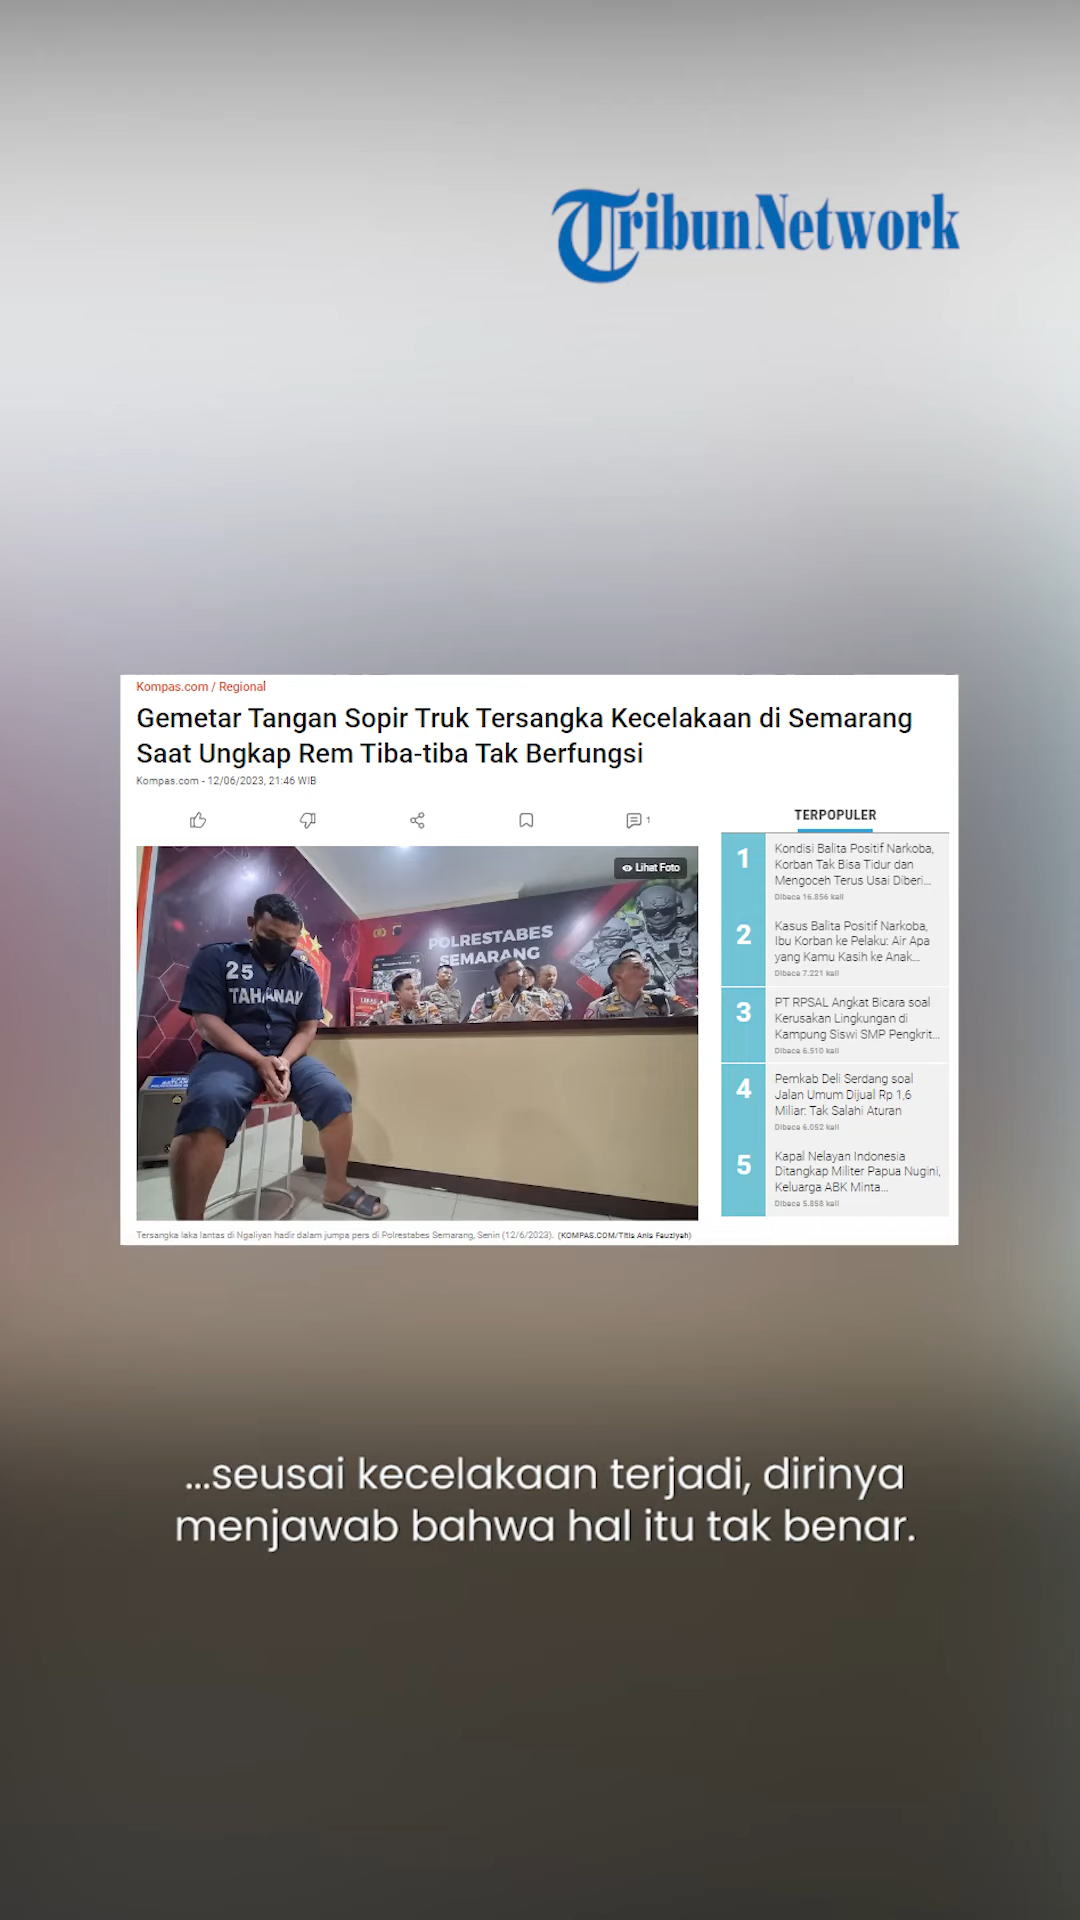 TribunNetwork
Kompas.com / Regional
Gemetar Tangan Sopir Truk Tersangka Kecelakaan di Semarang
Saat Ungkap Rem Tiba-tiba Tak Berfungsi
Kompas.com - 12/06/2023, 21:46 WIB
1
Lihat Foto
POLRESTABES
SEMARANG
25
TAHANAN
Tersangka laka lantas di Ngaliyan hadir dalam jumpa pers di Polrestabes Semarang, Senin (12/6/2023). (KOMPAS.COM/Titis Anis Fauziyah)
TERPOPULER
1
Kondisi Balita Positif Narkoba,
Korban Tak Bisa Tidur dan
Mengoceh Terus Usai Diberi...
Dibaca 16.856 kali
2
Kasus Balita Positif Narkoba,
Ibu Korban ke Pelaku: Air Apa
yang Kamu Kasih ke Anak...
Dibaca 7.221 kali
3
PT RPSAL Angkat Bicara soal
Kerusakan Lingkungan di
Kampung Siswi SMP Pengkrit...
Dibaca 6.510 kali
4
Pemkab Deli Serdang soal
Jalan Umum Dijual Rp 1,6
Miliar: Tak Salahi Aturan
Dibaca 6.052 kali
5
Kapal Nelayan Indonesia
Ditangkap Militer Papua Nugini,
Keluarga ABK Minta...
Dibaca 5.858 kali
...seusai kecelakaan terjadi, dirinya
menjawab bahwa hal itu tak benar.